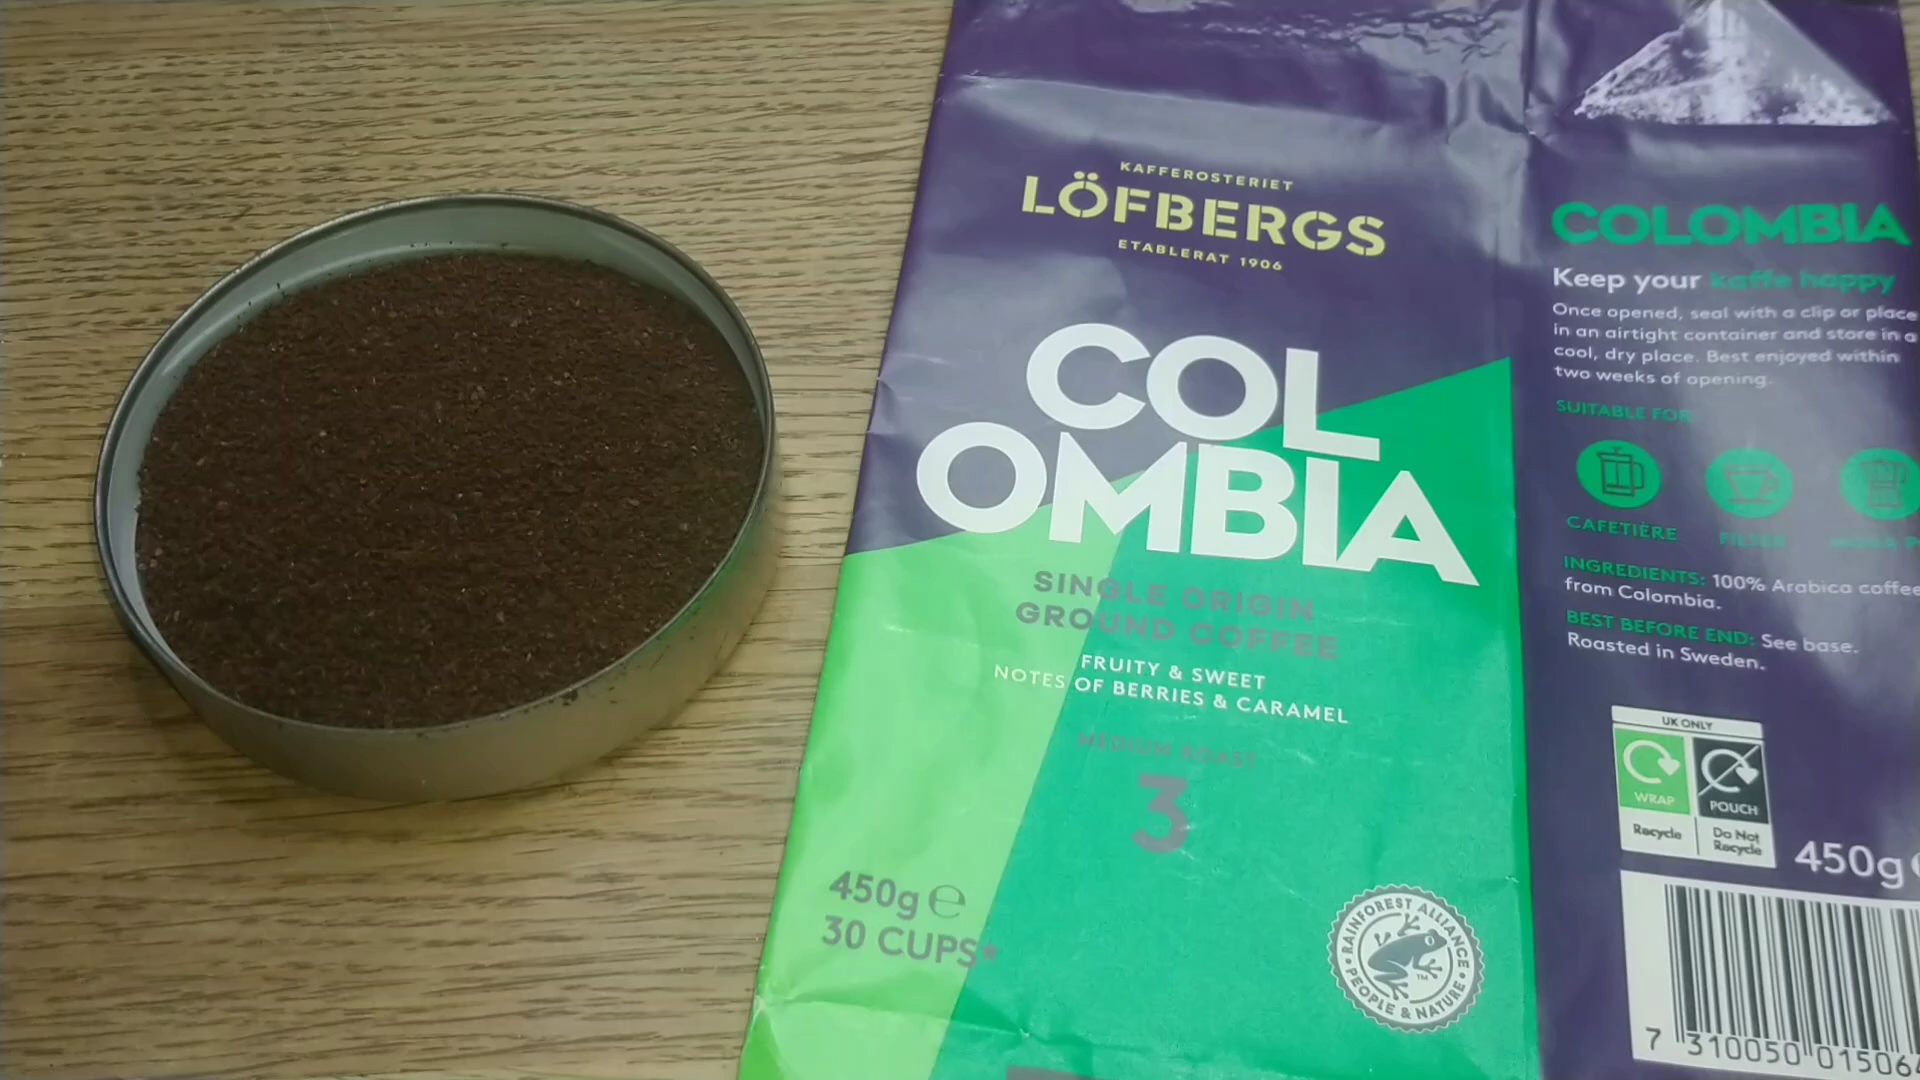 KAFFEROSTERIET
LÖFBERGS
ETABLERAT 1906
COL
OMBIA
SINGLE ORIGIN
GROUND COFFEE
FRUITY & SWEET
NOTES OF BERRIES & CARAMEL
MEDIUM ROAST
3
450g ℮
30 CUPS*
RAINFOREST ALLIANCE
PEOPLE & NATURE
TM
COLOMBIA
Keep your kaffe happy
Once opened, seal with a clip or place
in an airtight container and store in a
cool, dry place. Best enjoyed within
two weeks of opening.
SUITABLE FOR
CAFETIÈRE
FILTER
MOKA P
INGREDIENTS: 100% Arabica coffee
from Colombia.
BEST BEFORE END: See base.
Roasted in Sweden.
UK ONLY
WRAP
POUCH
Recycle
Do Not
Recycle
450g
7 310050 01506